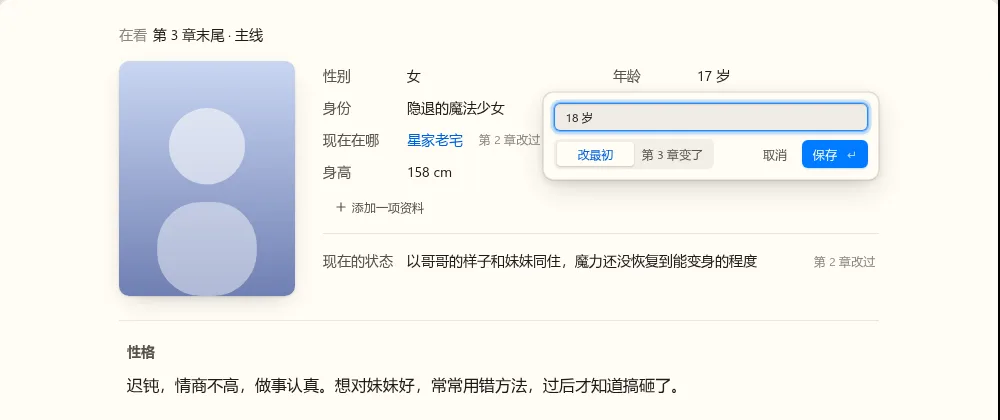 在看 第 3 章末尾 · 主线
性别 女 年龄 17 岁
身份 隐退的魔法少女
18 岁
现在在哪 星家老宅 第 2 章改过
改最初 第 3 章变了 取消 保存 ↵
身高 158 cm
+ 添加一项资料
现在的状态 以哥哥的样子和妹妹同住，魔力还没恢复到能变身的程度 第 2 章改过
性格
迟钝，情商不高，做事认真。想对妹妹好，常常用错方法，过后才知道搞砸了。